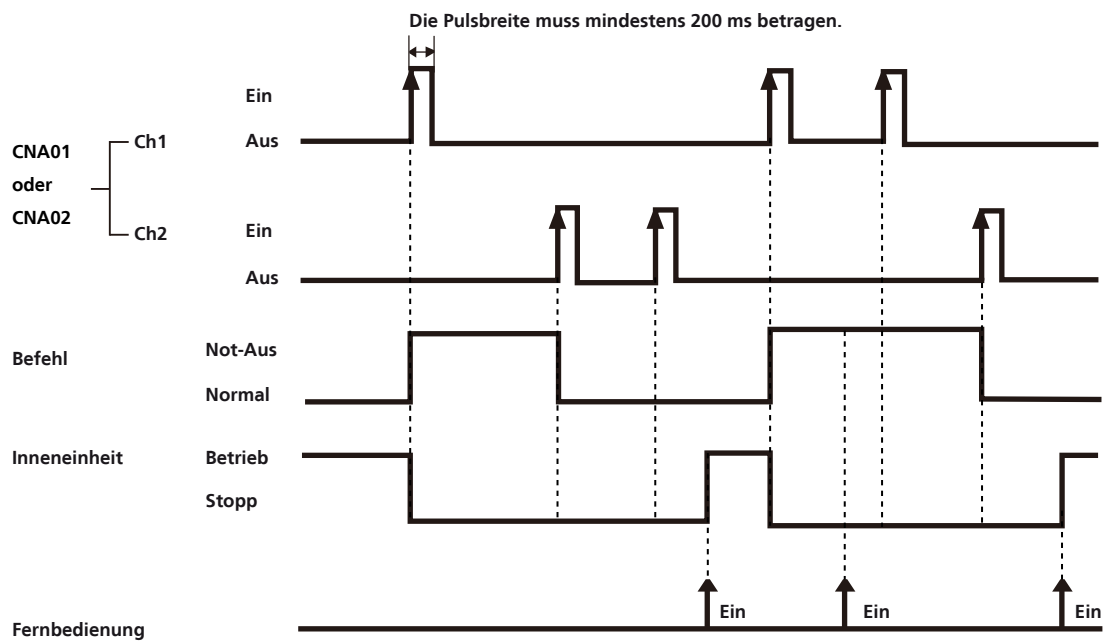 Die Pulsbreite muss mindestens 200 ms betragen.
Ein
CNA01
oder
CNA02
Ch1
Aus
Ch2
Ein
Aus
Befehl
Not-Aus
Normal
Inneneinheit
Betrieb
Stopp
Ein
Ein
Ein
Fernbedienung